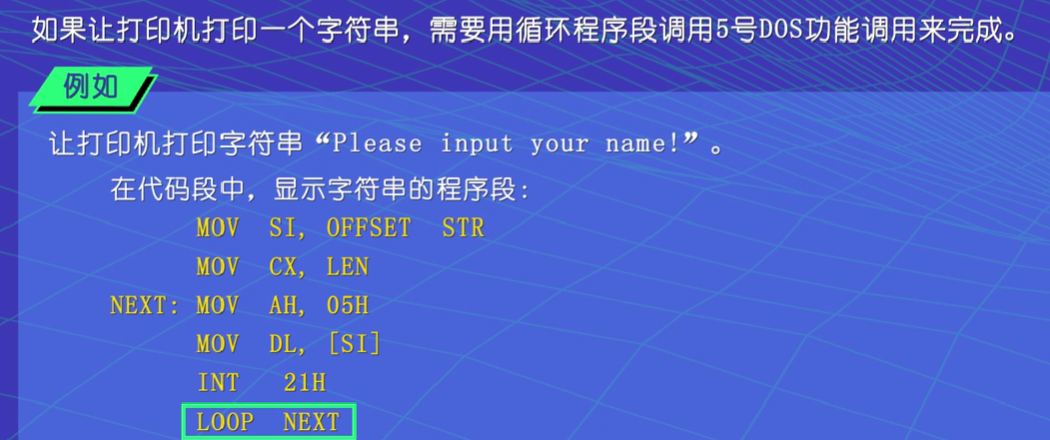 如果让打印机打印一个字符串，需要用循环程序段调用5号DOS功能调用来完成。
例如
让打印机打印字符串“Please input your name!”。
在代码段中，显示字符串的程序段:
MOV SI, OFFSET STR
MOV CX, LEN
NEXT: MOV AH, 05H
MOV DL, [SI]
INT 21H
LOOP NEXT